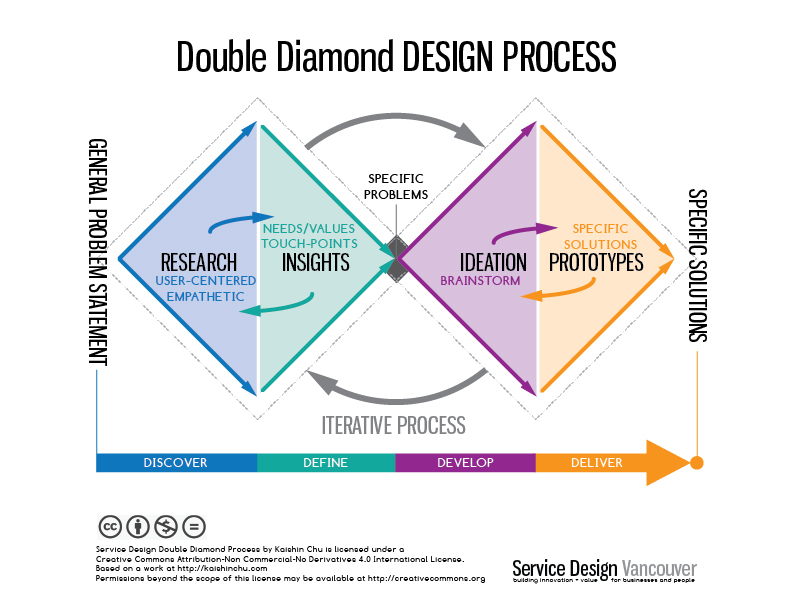 Double Diamond DESIGN PROCESS
GENERAL PROBLEM STATEMENT
SPECIFIC
PROBLEMS
NEEDS/VALUES
TOUCH-POINTS
RESEARCH
INSIGHTS
USER-CENTERED
EMPATHETIC
IDEATION
BRAINSTORM
SPECIFIC
SOLUTIONS
PROTOTYPES
SPECIFIC SOLUTIONS
ITERATIVE PROCESS
DISCOVER
DEFINE
DEVELOP
DELIVER
cc
Service Design Double Diamond Process by Kaishin Chu is licensed under a
Creative Commons Attribution-Non Commercial-No Derivatives 4.0 International License.
Based on a work at http://kaishinchu.com
Permissions beyond the scope of this license may be available at http://creativecommons.org
Service Design Vancouver
building innovation + value for businesses and people